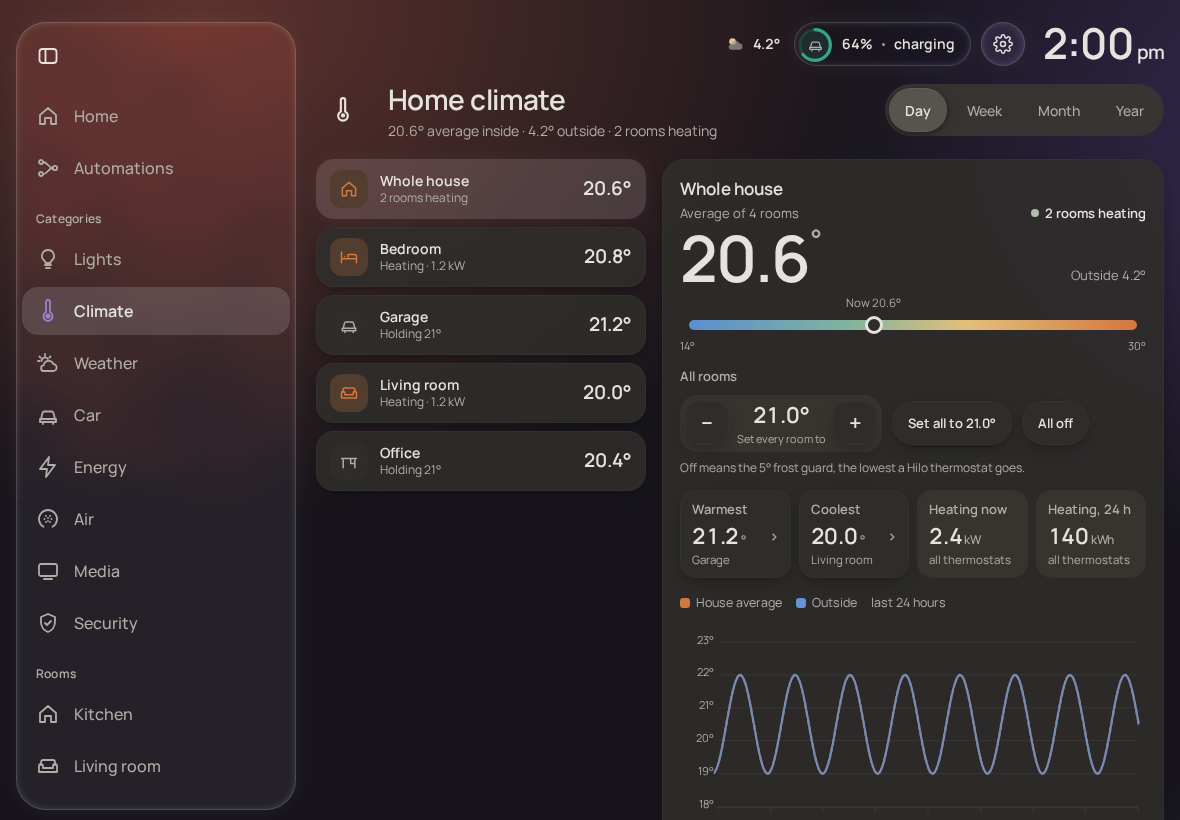 4.2°
64% • charging
2:00 pm
Home
Automations
Categories
Lights
Climate
Weather
Car
Energy
Air
Media
Security
Rooms
Kitchen
Living room
Home climate
20.6° average inside · 4.2° outside · 2 rooms heating
Day Week Month Year
Whole house
2 rooms heating
20.6°
Bedroom
Heating · 1.2 kW
20.8°
Garage
Holding 21°
21.2°
Living room
Heating · 1.2 kW
20.0°
Office
Holding 21°
20.4°
Whole house
Average of 4 rooms
2 rooms heating
20.6°
Outside 4.2°
Now 20.6°
14° 30°
All rooms
− 21.0° +
Set every room to
Set all to 21.0°
All off
Off means the 5° frost guard, the lowest a Hilo thermostat goes.
Warmest
21.2°
Garage
Coolest
20.0°
Living room
Heating now
2.4 kW
all thermostats
Heating, 24 h
140 kWh
all thermostats
House average Outside last 24 hours
23°
22°
21°
20°
19°
18°